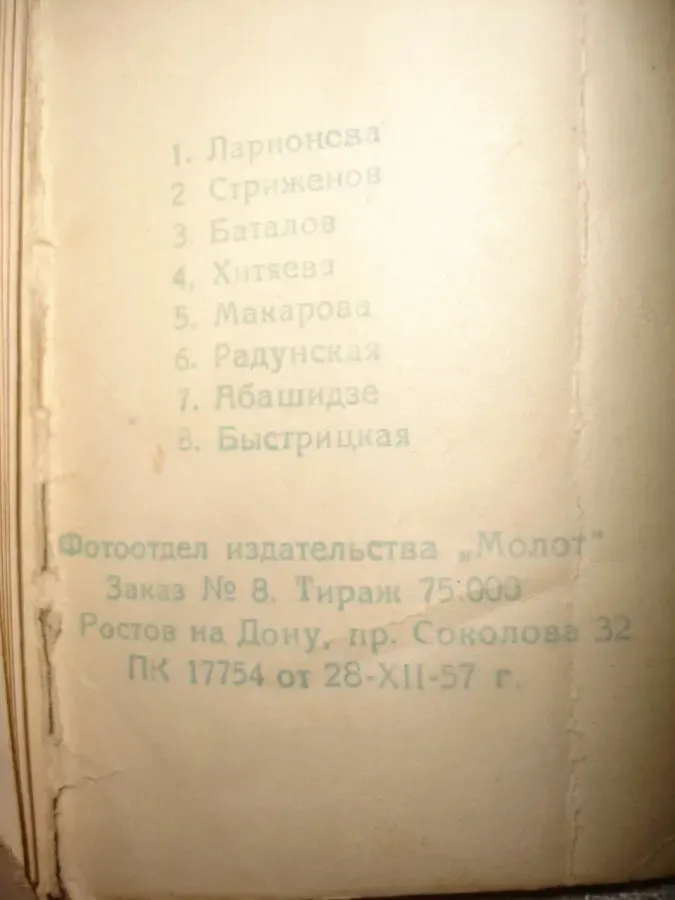 1. Ларионова
2 Стриженов
3 Баталов
4. Хитяева
5. Макарова
6. Радунская
7. Абашидзе
8. Быстрицкая
Фотоотдел издательства „Молот"
Заказ № 8. Тираж 75.000
Ростов на Дону, пр. Соколова 32
ПК 17754 от 28-XII-57 г.